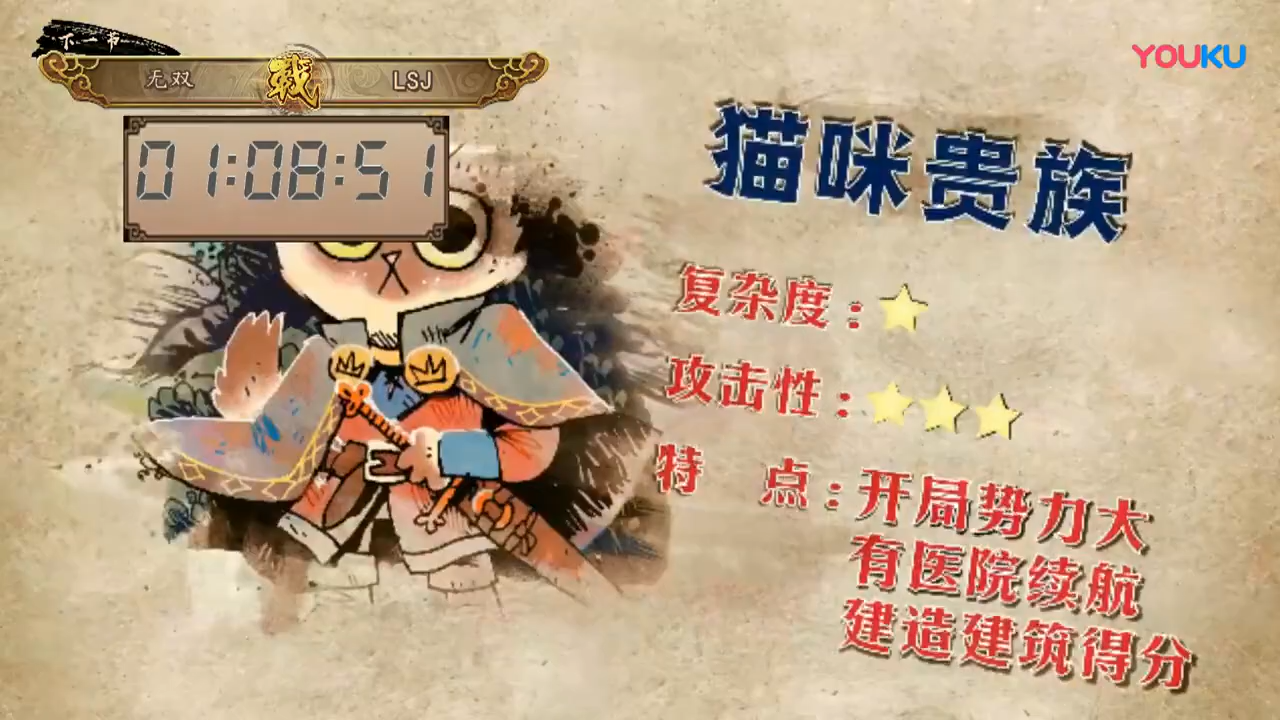 下一节
无双 戰 LSJ
01:08:51
YOUKU
猫咪贵族
复杂度：
攻击性：
特 点：开局势力大
有医院续航
建造建筑得分